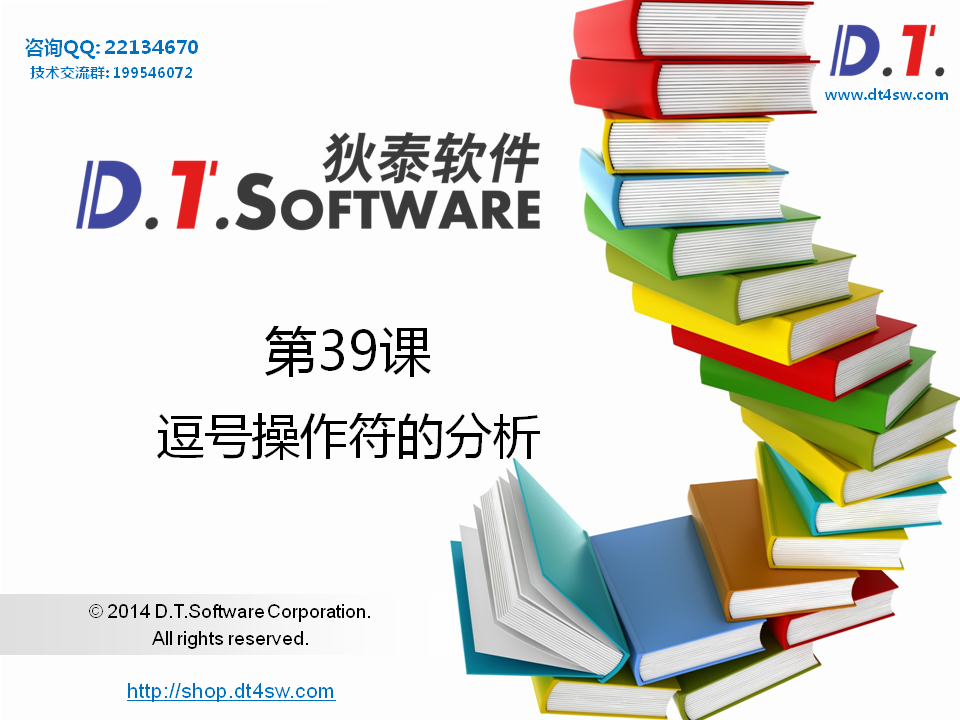 咨询QQ: 22134670
技术交流群: 199546072
D.T.
www.dt4sw.com
狄泰软件
D.T.SOFTWARE
第39课
逗号操作符的分析
© 2014 D.T.Software Corporation.
All rights reserved.
http://shop.dt4sw.com